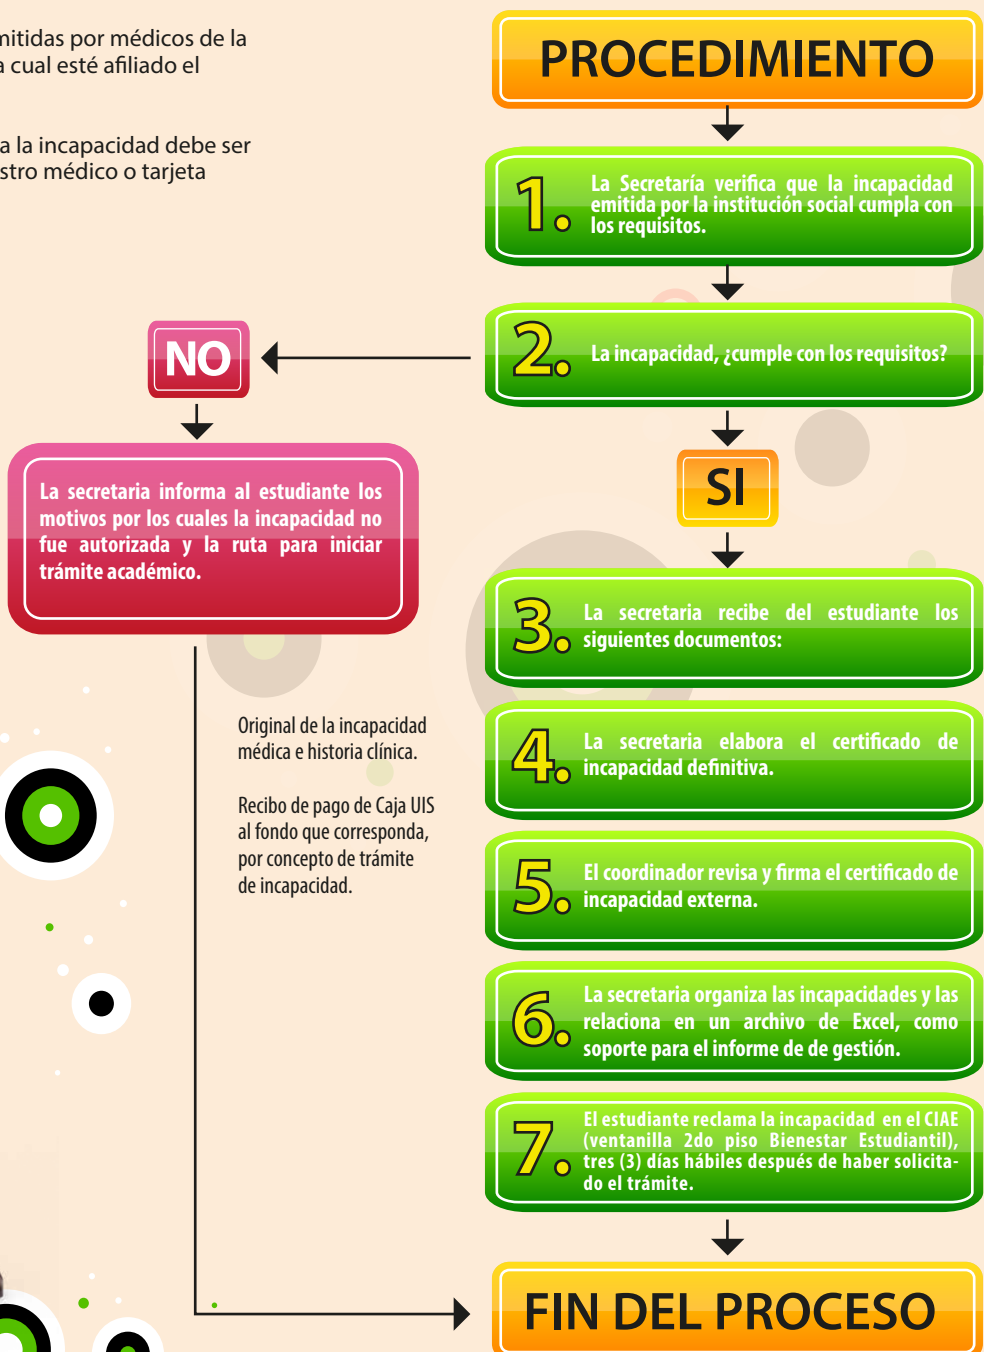 mitidas por médicos de la
a cual esté afiliado el
a la incapacidad debe ser
stro médico o tarjeta
PROCEDIMIENTO
1. La Secretaría verifica que la incapacidad
emitida por la institución social cumpla con
los requisitos.
2. La incapacidad, ¿cumple con los requisitos?
NO
La secretaria informa al estudiante los
motivos por los cuales la incapacidad no
fue autorizada y la ruta para iniciar
trámite académico.
SI
3. La secretaria recibe del estudiante los
siguientes documentos:
Original de la incapacidad
médica e historia clínica.
Recibo de pago de Caja UIS
al fondo que corresponda,
por concepto de trámite
de incapacidad.
4. La secretaria elabora el certificado de
incapacidad definitiva.
5. El coordinador revisa y firma el certificado de
incapacidad externa.
6. La secretaria organiza las incapacidades y las
relaciona en un archivo de Excel, como
soporte para el informe de de gestión.
7. El estudiante reclama la incapacidad en el CIAE
(ventanilla 2do piso Bienestar Estudiantil),
tres (3) días hábiles después de haber solicita-
do el trámite.
FIN DEL PROCESO